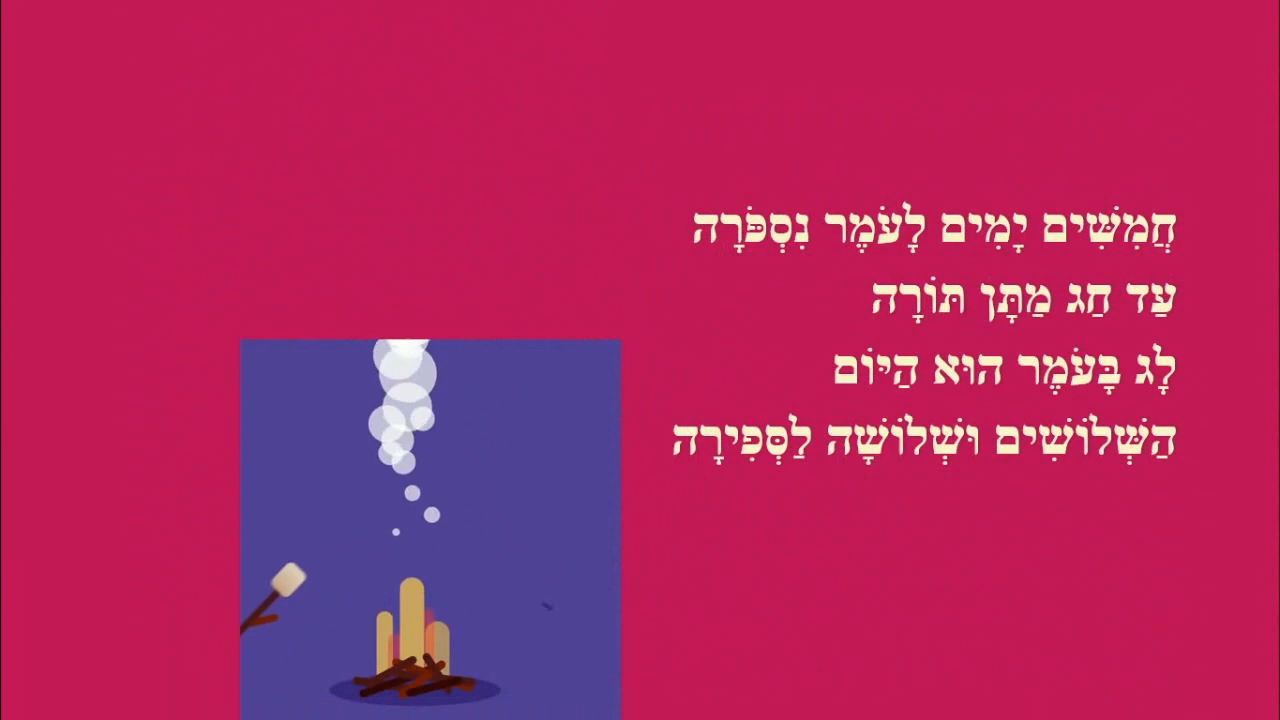 חֲמִשִּׁים יָמִים לָעֹמֶר נִסְפֹּרָה
עַד חַג מַתָּן תּוֹרָה
לָג בָּעֹמֶר הוּא הַיּוֹם
הַשְּׁלוֹשִׁים וּשְׁלוֹשָׁה לַסְּפִירָה